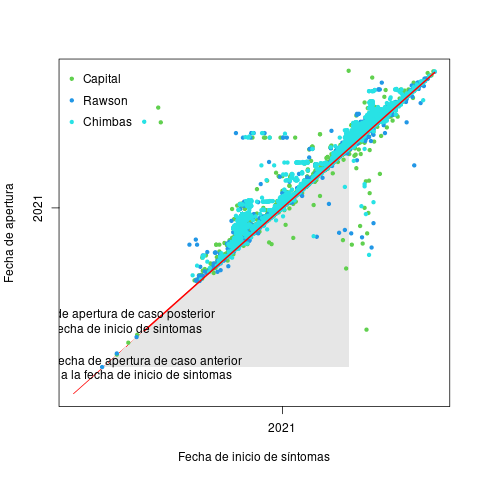 Capital
Rawson
Chimbas
Fecha de apertura
2021
de apertura de caso posterior
echa de inicio de sintomas
echa de apertura de caso anterior
a la fecha de inicio de sintomas
2021
Fecha de inicio de síntomas